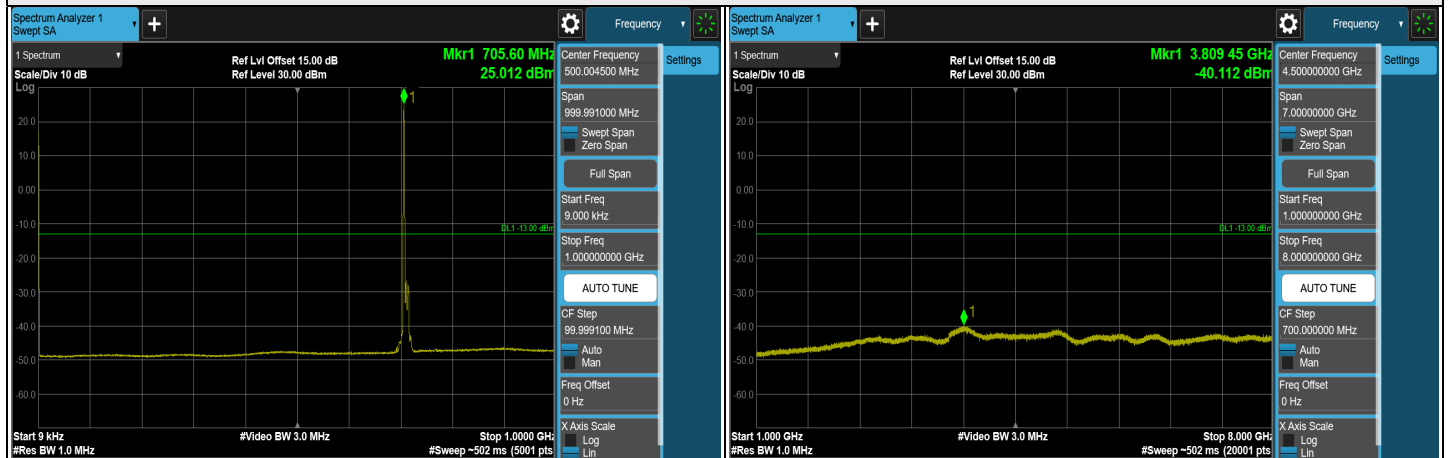 Spectrum Analyzer 1
Swept SA
+
Frequency
1 Spectrum
Ref Lvl Offset 15.00 dB
Mkr1 705.60 MHz
Scale/Div 10 dB
Ref Level 30.00 dBm
25.012 dBm
Log
1
20.0
10.0
0.00
-10.0
DL1 -13.00 dBm
-20.0
-30.0
-40.0
-50.0
-60.0
Start 9 kHz
#Video BW 3.0 MHz
Stop 1.0000 GHz
#Res BW 1.0 MHz
#Sweep ~502 ms (5001 pts
Center Frequency
500.004500 MHz
Settings
Span
999.991000 MHz
Swept Span
Zero Span
Full Span
Start Freq
9.000 kHz
Stop Freq
1.000000000 GHz
AUTO TUNE
CF Step
99.999100 MHz
Auto
Man
Freq Offset
0 Hz
X Axis Scale
Log
Lin
Spectrum Analyzer 1
Swept SA
+
Frequency
1 Spectrum
Ref Lvl Offset 15.00 dB
Mkr1 3.809 45 GHz
Scale/Div 10 dB
Ref Level 30.00 dBm
-40.112 dBm
Log
20.0
10.0
0.00
-10.0
DL1 -13.00 dBm
-20.0
-30.0
1
-40.0
-50.0
-60.0
Start 1.000 GHz
#Video BW 3.0 MHz
Stop 8.000 GHz
#Res BW 1.0 MHz
#Sweep ~502 ms (20001 pts
Center Frequency
4.500000000 GHz
Settings
Span
7.00000000 GHz
Swept Span
Zero Span
Full Span
Start Freq
1.000000000 GHz
Stop Freq
8.000000000 GHz
AUTO TUNE
CF Step
700.000000 MHz
Auto
Man
Freq Offset
0 Hz
X Axis Scale
Log
Lin